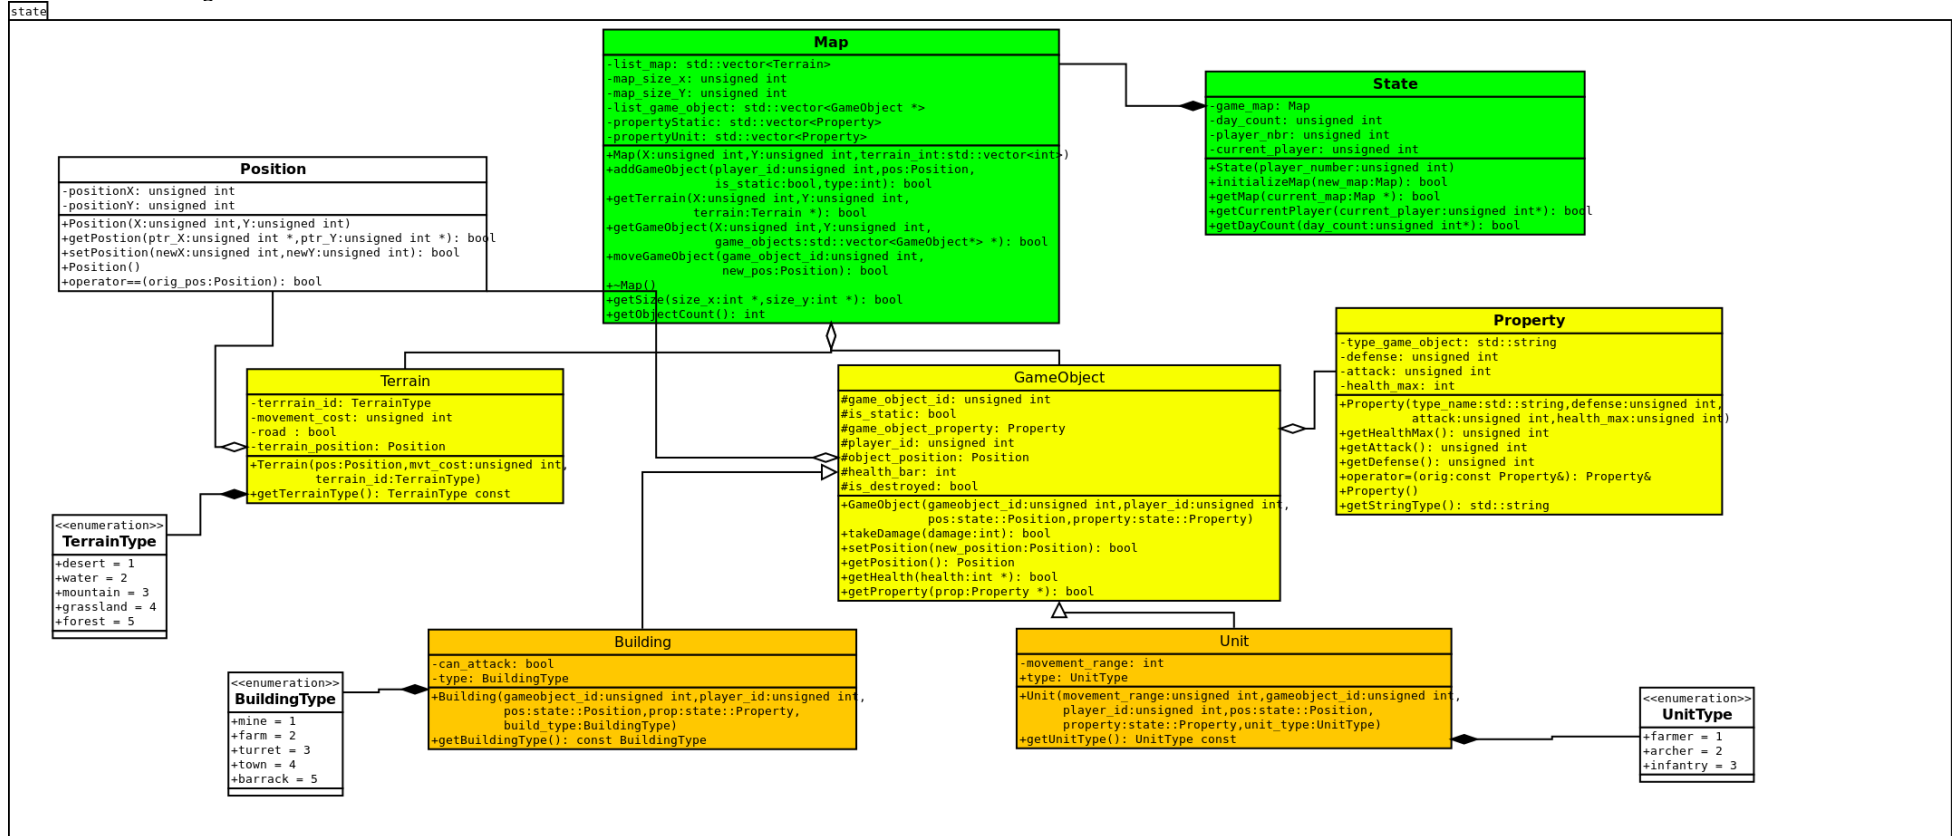 state
Map
-list_map: std::vector<Terrain>
-map_size_x: unsigned int
-map_size_Y: unsigned int
-list_game_object: std::vector<GameObject *>
-propertyStatic: std::vector<Property>
-propertyUnit: std::vector<Property>
+Map(X:unsigned int,Y:unsigned int,terrain_int:std::vector<int>)
+addGameObject(player_id:unsigned int,pos:Position,
is_static:bool,type:int): bool
+getTerrain(X:unsigned int,Y:unsigned int,
terrain:Terrain *): bool
+getGameObject(X:unsigned int,Y:unsigned int,
game_objects:std::vector<GameObject*> *): bool
+moveGameObject(game_object_id:unsigned int,
new_pos:Position): bool
+~Map()
+getSize(size_x:int *,size_y:int *): bool
+getObjectCount(): int
State
-game_map: Map
-day_count: unsigned int
-player_nbr: unsigned int
-current_player: unsigned int
+State(player_number:unsigned int)
+initializeMap(new_map:Map): bool
+getMap(current_map:Map *): bool
+getCurrentPlayer(current_player:unsigned int*): bool
+getDayCount(day_count:unsigned int*): bool
Position
-positionX: unsigned int
-positionY: unsigned int
+Position(X:unsigned int,Y:unsigned int)
+getPostion(ptr_X:unsigned int *,ptr_Y:unsigned int *): bool
+setPosition(newX:unsigned int,newY:unsigned int): bool
+Position()
+operator==(orig_pos:Position): bool
Property
-type_game_object: std::string
-defense: unsigned int
-attack: unsigned int
-health_max: int
+Property(type_name:std::string,defense:unsigned int,
attack:unsigned int,health_max:unsigned int)
+getHealthMax(): unsigned int
+getAttack(): unsigned int
+getDefense(): unsigned int
+operator=(orig:const Property&): Property&
+Property()
+getStringType(): std::string
Terrain
-terrrain_id: TerrainType
-movement_cost: unsigned int
-road : bool
-terrain_position: Position
+Terrain(pos:Position,mvt_cost:unsigned int,
terrain_id:TerrainType)
+getTerrainType(): TerrainType const
GameObject
#game_object_id: unsigned int
#is_static: bool
#game_object_property: Property
#player_id: unsigned int
#object_position: Position
#health_bar: int
#is_destroyed: bool
+GameObject(gameobject_id:unsigned int,player_id:unsigned int,
pos:state::Position,property:state::Property)
+takeDamage(damage:int): bool
+setPosition(new_position:Position): bool
+getPosition(): Position
+getHealth(health:int *): bool
+getProperty(prop:Property *): bool
<<enumeration>>
TerrainType
+desert = 1
+water = 2
+mountain = 3
+grassland = 4
+forest = 5
Building
-can_attack: bool
-type: BuildingType
+Building(gameobject_id:unsigned int,player_id:unsigned int,
pos:state::Position,prop:state::Property,
build_type:BuildingType)
+getBuildingType(): const BuildingType
Unit
-movement_range: int
+type: UnitType
+Unit(movement_range:unsigned int,gameobject_id:unsigned int,
player_id:unsigned int,pos:state::Position,
property:state::Property,unit_type:UnitType)
+getUnitType(): UnitType const
<<enumeration>>
BuildingType
+mine = 1
+farm = 2
+turret = 3
+town = 4
+barrack = 5
<<enumeration>>
UnitType
+farmer = 1
+archer = 2
+infantry = 3